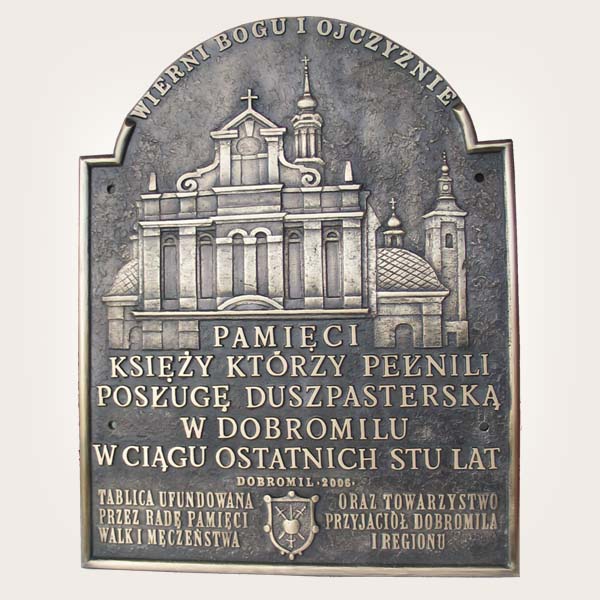 WIERNI BOGU I OJCZYŹNIE
PAMIĘCI
KSIĘŻY KTÓRZY PEŁNILI
POSŁUGĘ DUSZPASTERSKĄ
W DOBROMILU
W CIĄGU OSTATNICH STU LAT
DOBROMIL · 2006 ·
TABLICA UFUNDOWANA
PRZEZ RADĘ PAMIĘCI
WALK I MĘCZEŃSTWA
ORAZ TOWARZYSTWO
PRZYJACIÓŁ DOBROMILA
I REGIONU